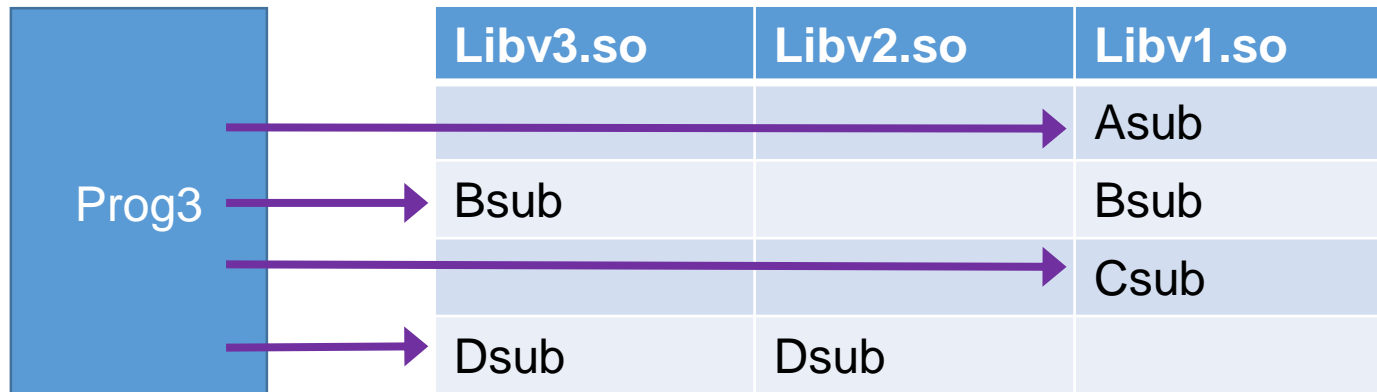 Libv3.so Libv2.so Libv1.so
Asub
Prog3 Bsub Bsub
Csub
Dsub Dsub